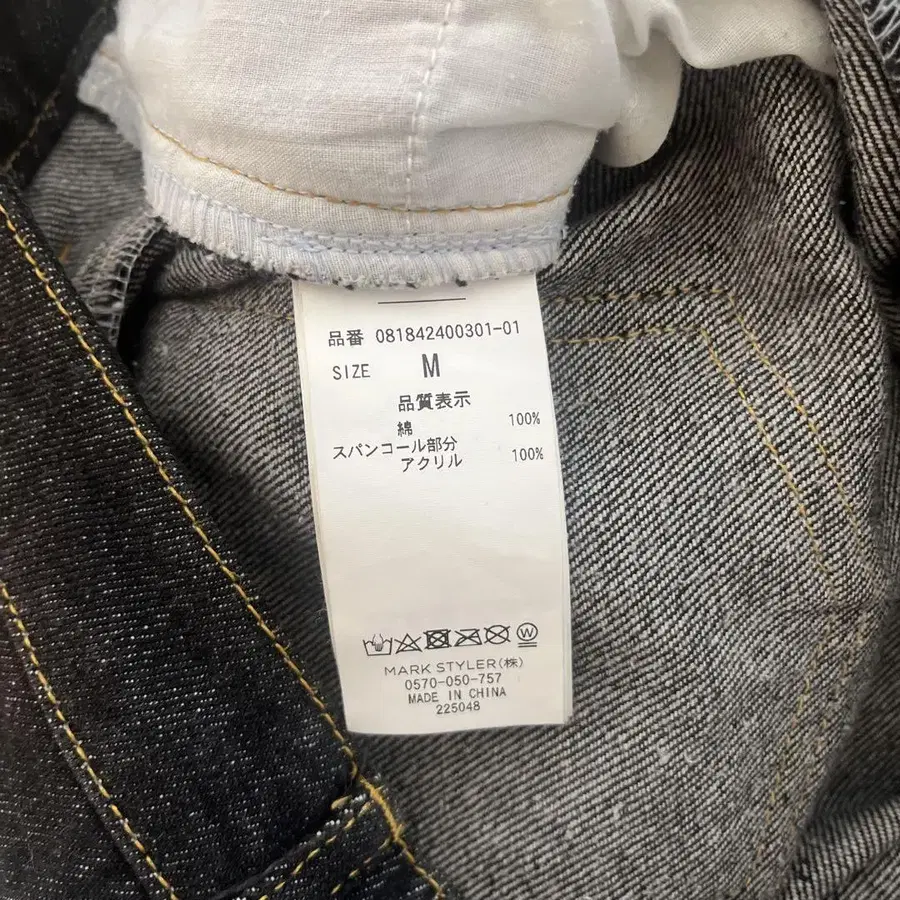 品番 081842400301-01
SIZE M
品質表示
綿 100%
スパンコール部分
アクリル 100%
W
MARK STYLER(株)
0570-050-757
MADE IN CHINA
225048